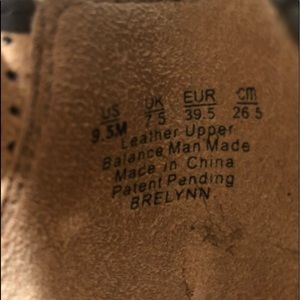 US UK EUR cm
9.5M 7.5 39.5 26.5
Leather Upper
Balance Man Made
Made in China
Patent Pending
BRELYNN